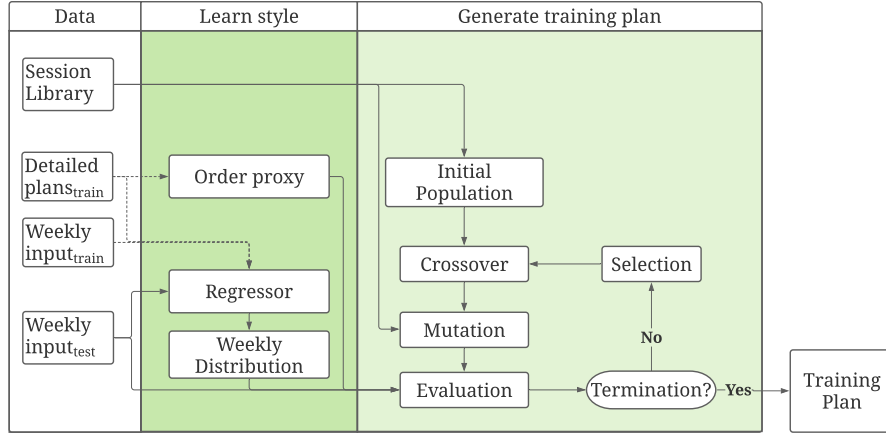 Data
Learn style
Generate training plan
Session
Library
Detailed
plans_train
Weekly
input_train
Weekly
input_test
Order proxy
Regressor
Weekly
Distribution
Initial
Population
Crossover
Selection
Mutation
No
Evaluation
Termination?
Yes
Training
Plan